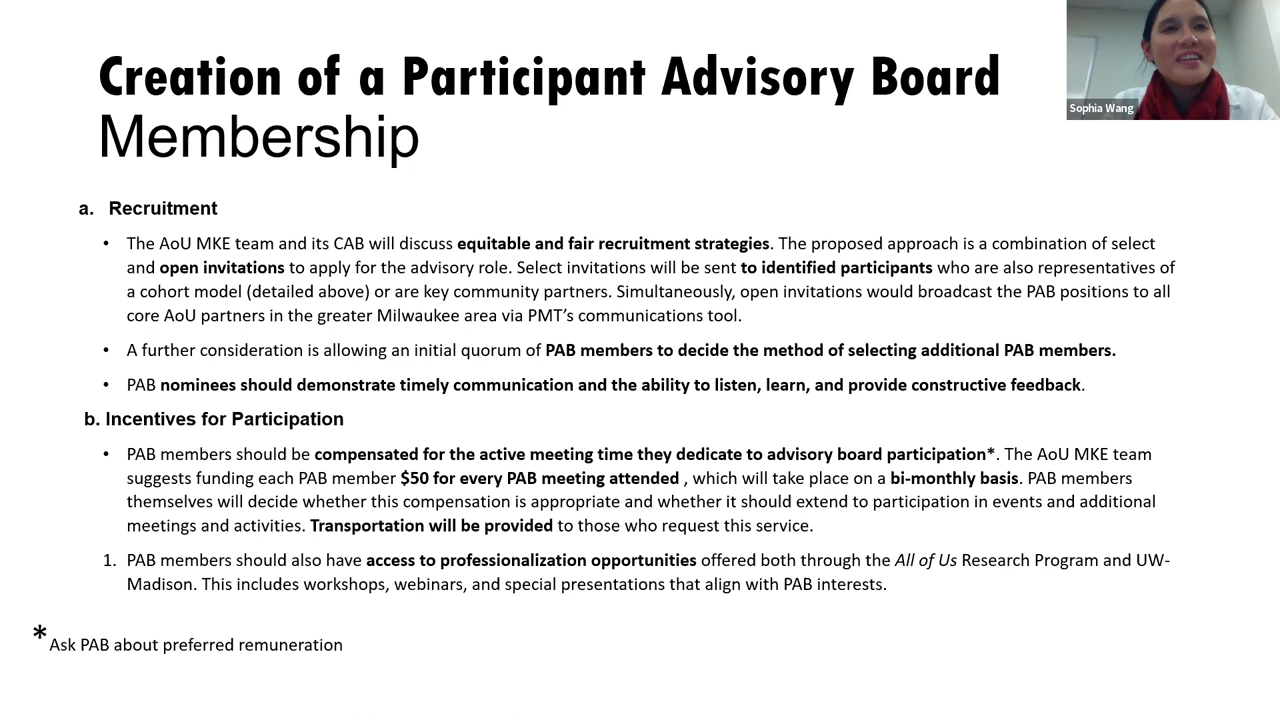 Creation of a Participant Advisory Board
Membership
Sophia Wang
a. Recruitment
• The AoU MKE team and its CAB will discuss equitable and fair recruitment strategies. The proposed approach is a combination of select
and open invitations to apply for the advisory role. Select invitations will be sent to identified participants who are also representatives of
a cohort model (detailed above) or are key community partners. Simultaneously, open invitations would broadcast the PAB positions to all
core AoU partners in the greater Milwaukee area via PMT’s communications tool.
• A further consideration is allowing an initial quorum of PAB members to decide the method of selecting additional PAB members.
• PAB nominees should demonstrate timely communication and the ability to listen, learn, and provide constructive feedback.
b. Incentives for Participation
• PAB members should be compensated for the active meeting time they dedicate to advisory board participation*. The AoU MKE team
suggests funding each PAB member $50 for every PAB meeting attended , which will take place on a bi-monthly basis. PAB members
themselves will decide whether this compensation is appropriate and whether it should extend to participation in events and additional
meetings and activities. Transportation will be provided to those who request this service.
1. PAB members should also have access to professionalization opportunities offered both through the All of Us Research Program and UW-
Madison. This includes workshops, webinars, and special presentations that align with PAB interests.
*Ask PAB about preferred remuneration